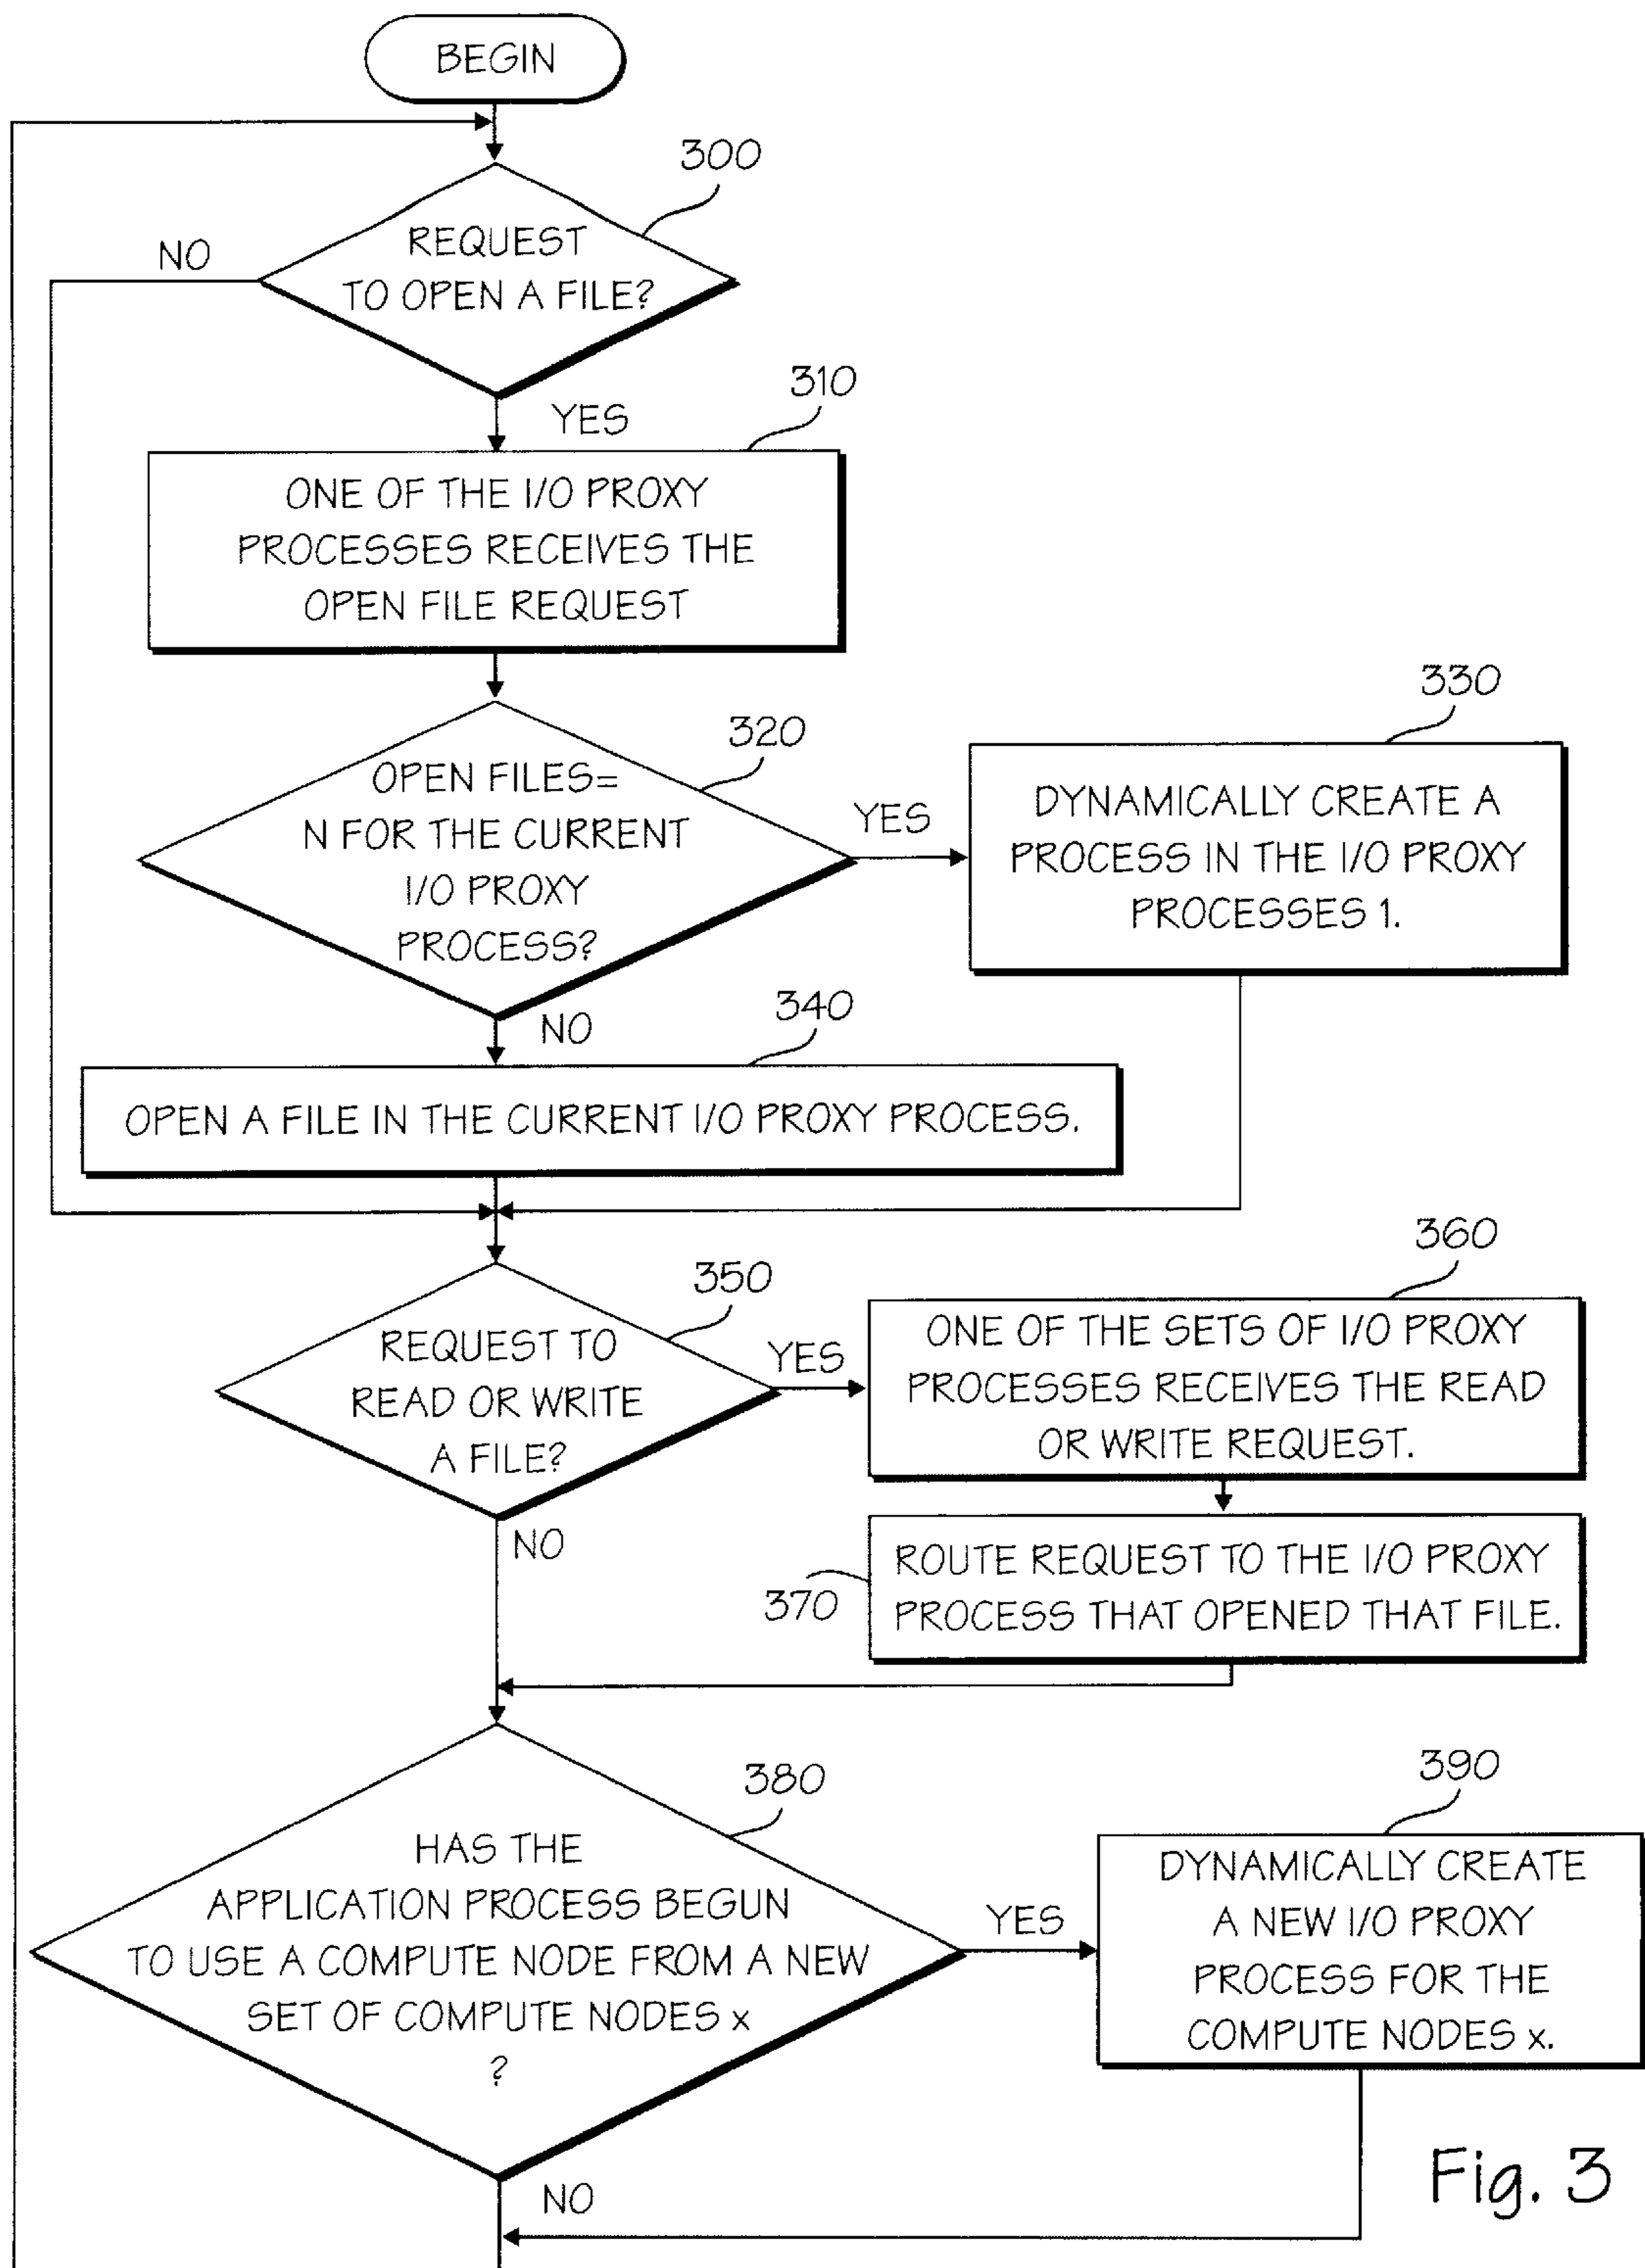 BEGIN
300
REQUEST
TO OPEN A FILE?
NO
YES
310
ONE OF THE I/O PROXY
PROCESSES RECEIVES THE
OPEN FILE REQUEST
320
OPEN FILES=
N FOR THE CURRENT
I/O PROXY
PROCESS?
YES
330
DYNAMICALLY CREATE A
PROCESS IN THE I/O PROXY
PROCESSES 1.
NO
340
OPEN A FILE IN THE CURRENT I/O PROXY PROCESS.
350
REQUEST TO
READ OR WRITE
A FILE?
YES
360
ONE OF THE SETS OF I/O PROXY
PROCESSES RECEIVES THE READ
OR WRITE REQUEST.
NO
370
ROUTE REQUEST TO THE I/O PROXY
PROCESS THAT OPENED THAT FILE.
380
HAS THE
APPLICATION PROCESS BEGUN
TO USE A COMPUTE NODE FROM A NEW
SET OF COMPUTE NODES x
?
YES
390
DYNAMICALLY CREATE
A NEW I/O PROXY
PROCESS FOR THE
COMPUTE NODES x.
NO
Fig. 3